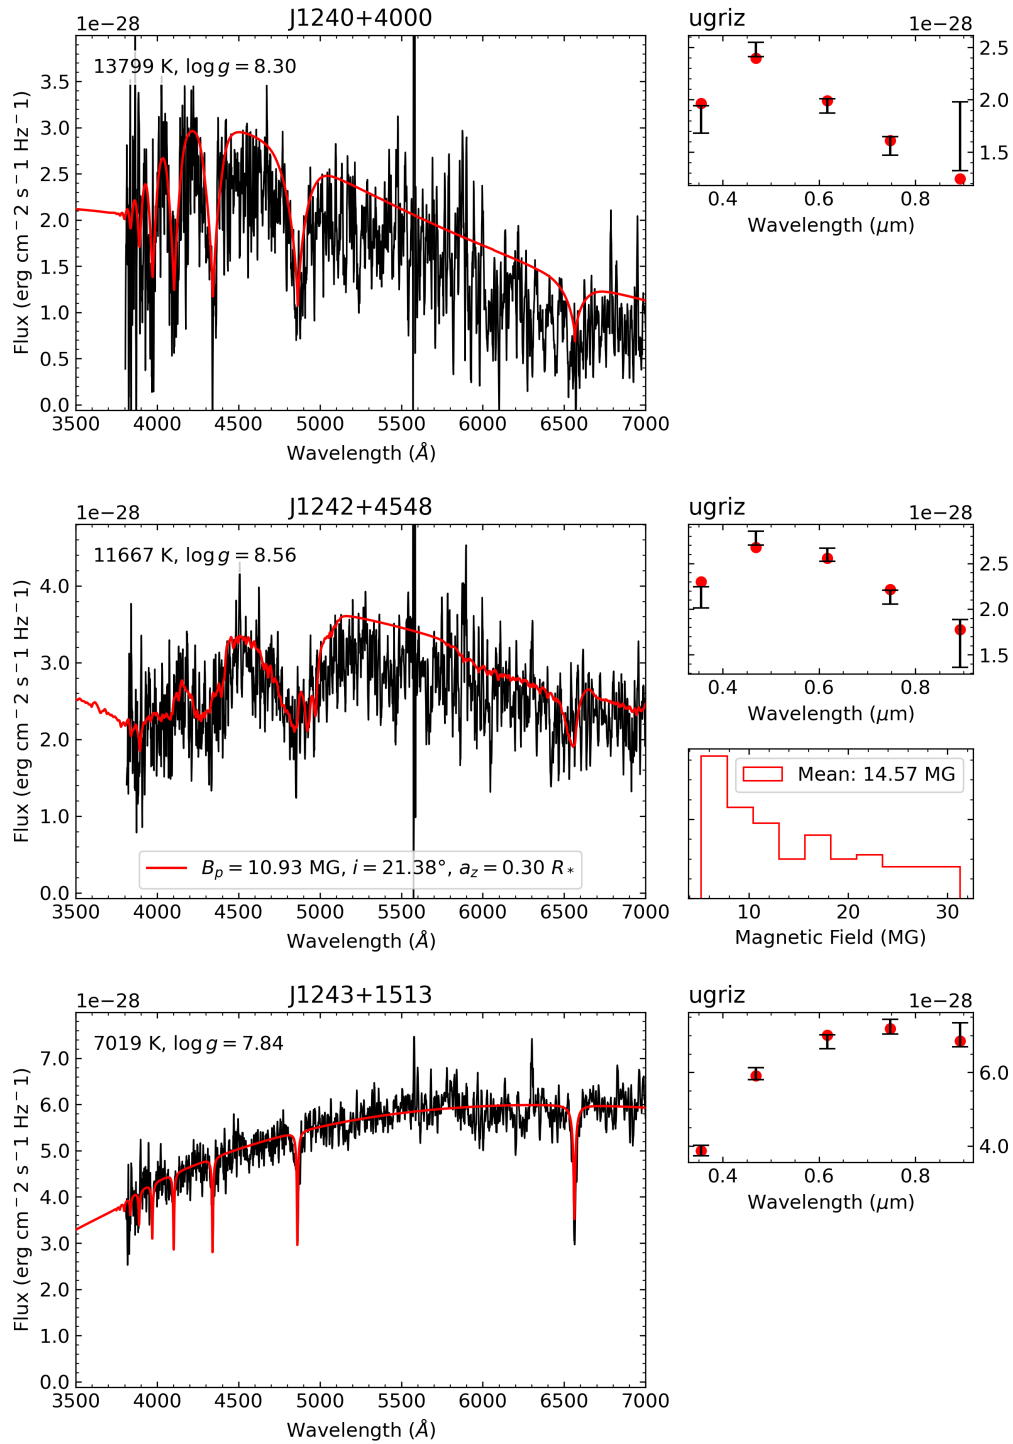 J1240+4000
1e−28
13799 K, log g = 8.30
Flux (erg cm−2 s−1 Hz−1)
3.5
3.0
2.5
2.0
1.5
1.0
0.5
0.0
3500 4000 4500 5000 5500 6000 6500 7000
Wavelength (Å)
ugriz
1e−28
2.5
2.0
1.5
0.4 0.6 0.8
Wavelength (μm)
J1242+4548
1e−28
11667 K, log g = 8.56
Flux (erg cm−2 s−1 Hz−1)
4.0
3.0
2.0
1.0
0.0
B_p = 10.93 MG, i = 21.38°, a_z = 0.30 R_*
3500 4000 4500 5000 5500 6000 6500 7000
Wavelength (Å)
ugriz
1e−28
2.5
2.0
1.5
0.4 0.6 0.8
Wavelength (μm)
Mean: 14.57 MG
10 20 30
Magnetic Field (MG)
J1243+1513
1e−28
7019 K, log g = 7.84
Flux (erg cm−2 s−1 Hz−1)
7.0
6.0
5.0
4.0
3.0
2.0
1.0
0.0
3500 4000 4500 5000 5500 6000 6500 7000
Wavelength (Å)
ugriz
1e−28
6.0
4.0
0.4 0.6 0.8
Wavelength (μm)